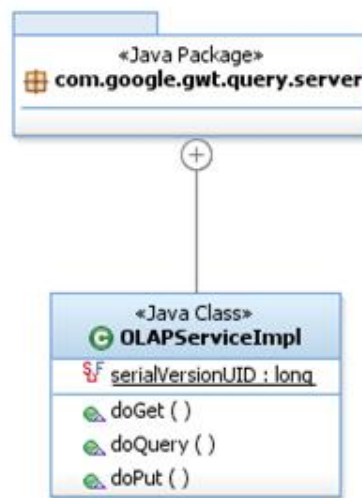 «Java Package»
com.google.gwt.query.server
«Java Class»
OLAPServiceImpl
serialVersionUID : long
doGet ( )
doQuery ( )
doPut ( )